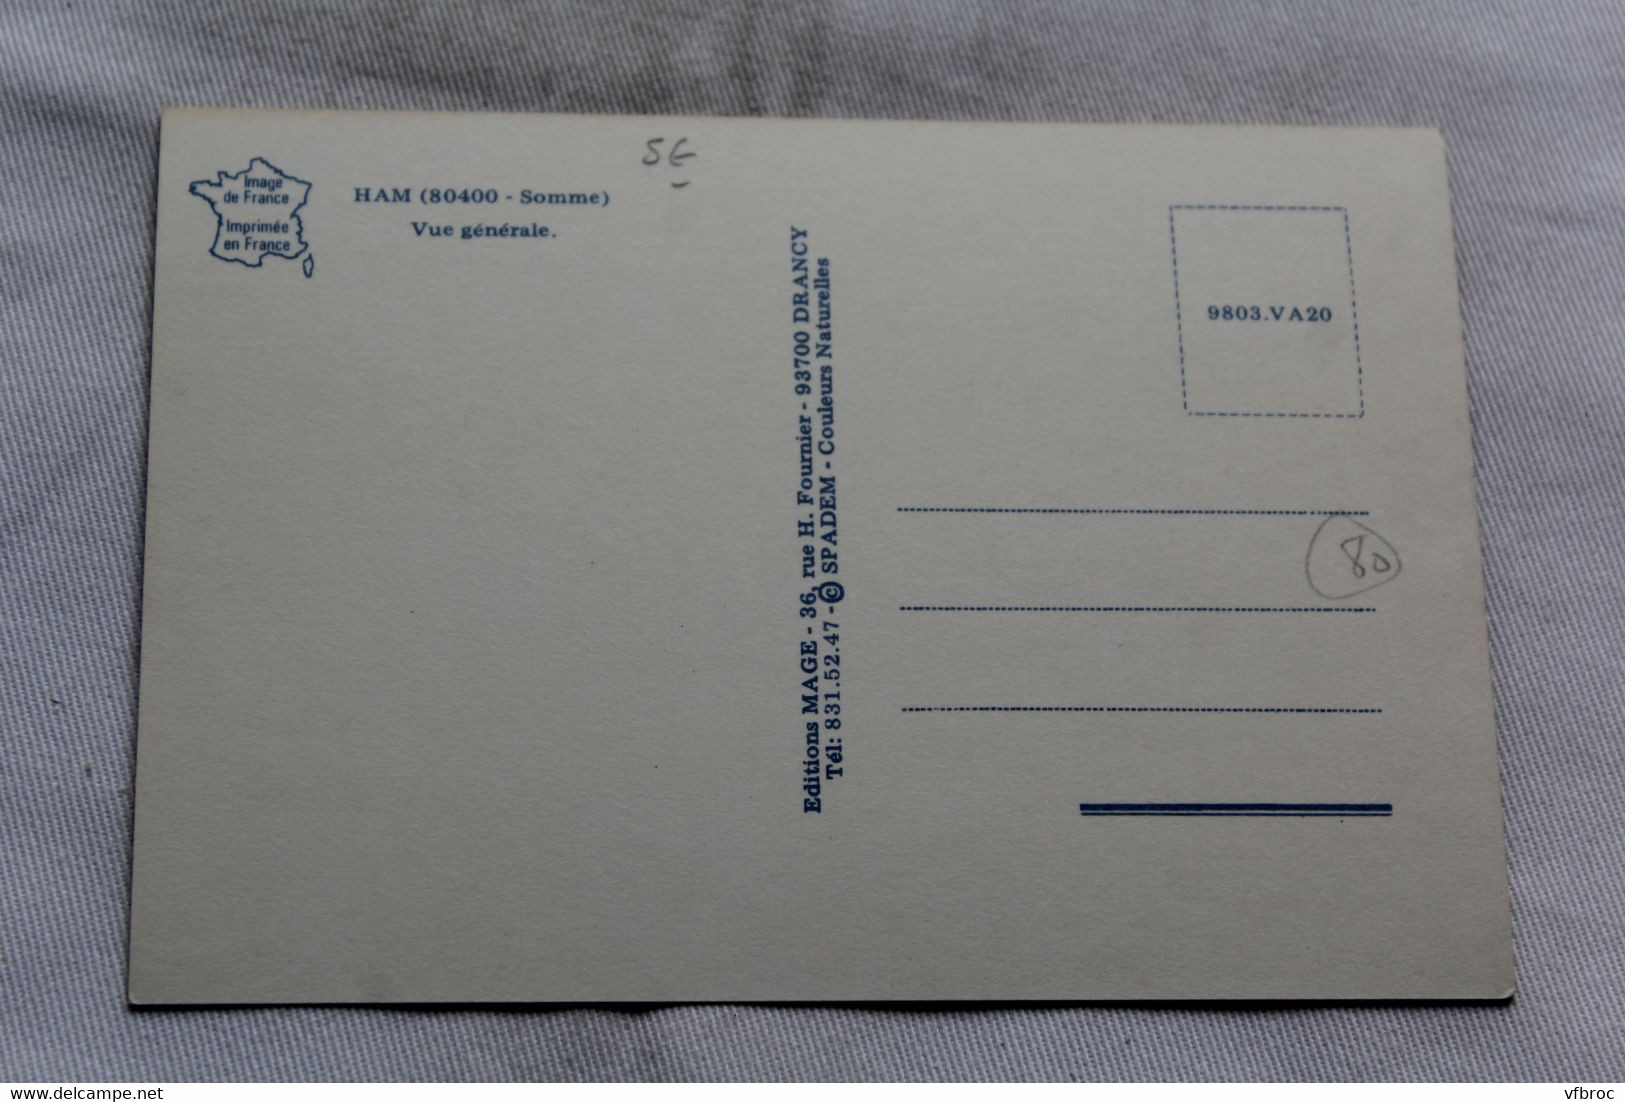 5€
Image
de France
Imprimée
en France
HAM (80400 - Somme)
Vue générale.
Editions MAGE - 36, rue H. Fournier - 93700 DRANCY
Tél: 831.52.47 - © SPADEM - Couleurs Naturelles
9803.VA20
80
www.delcampe.net
vfbroc